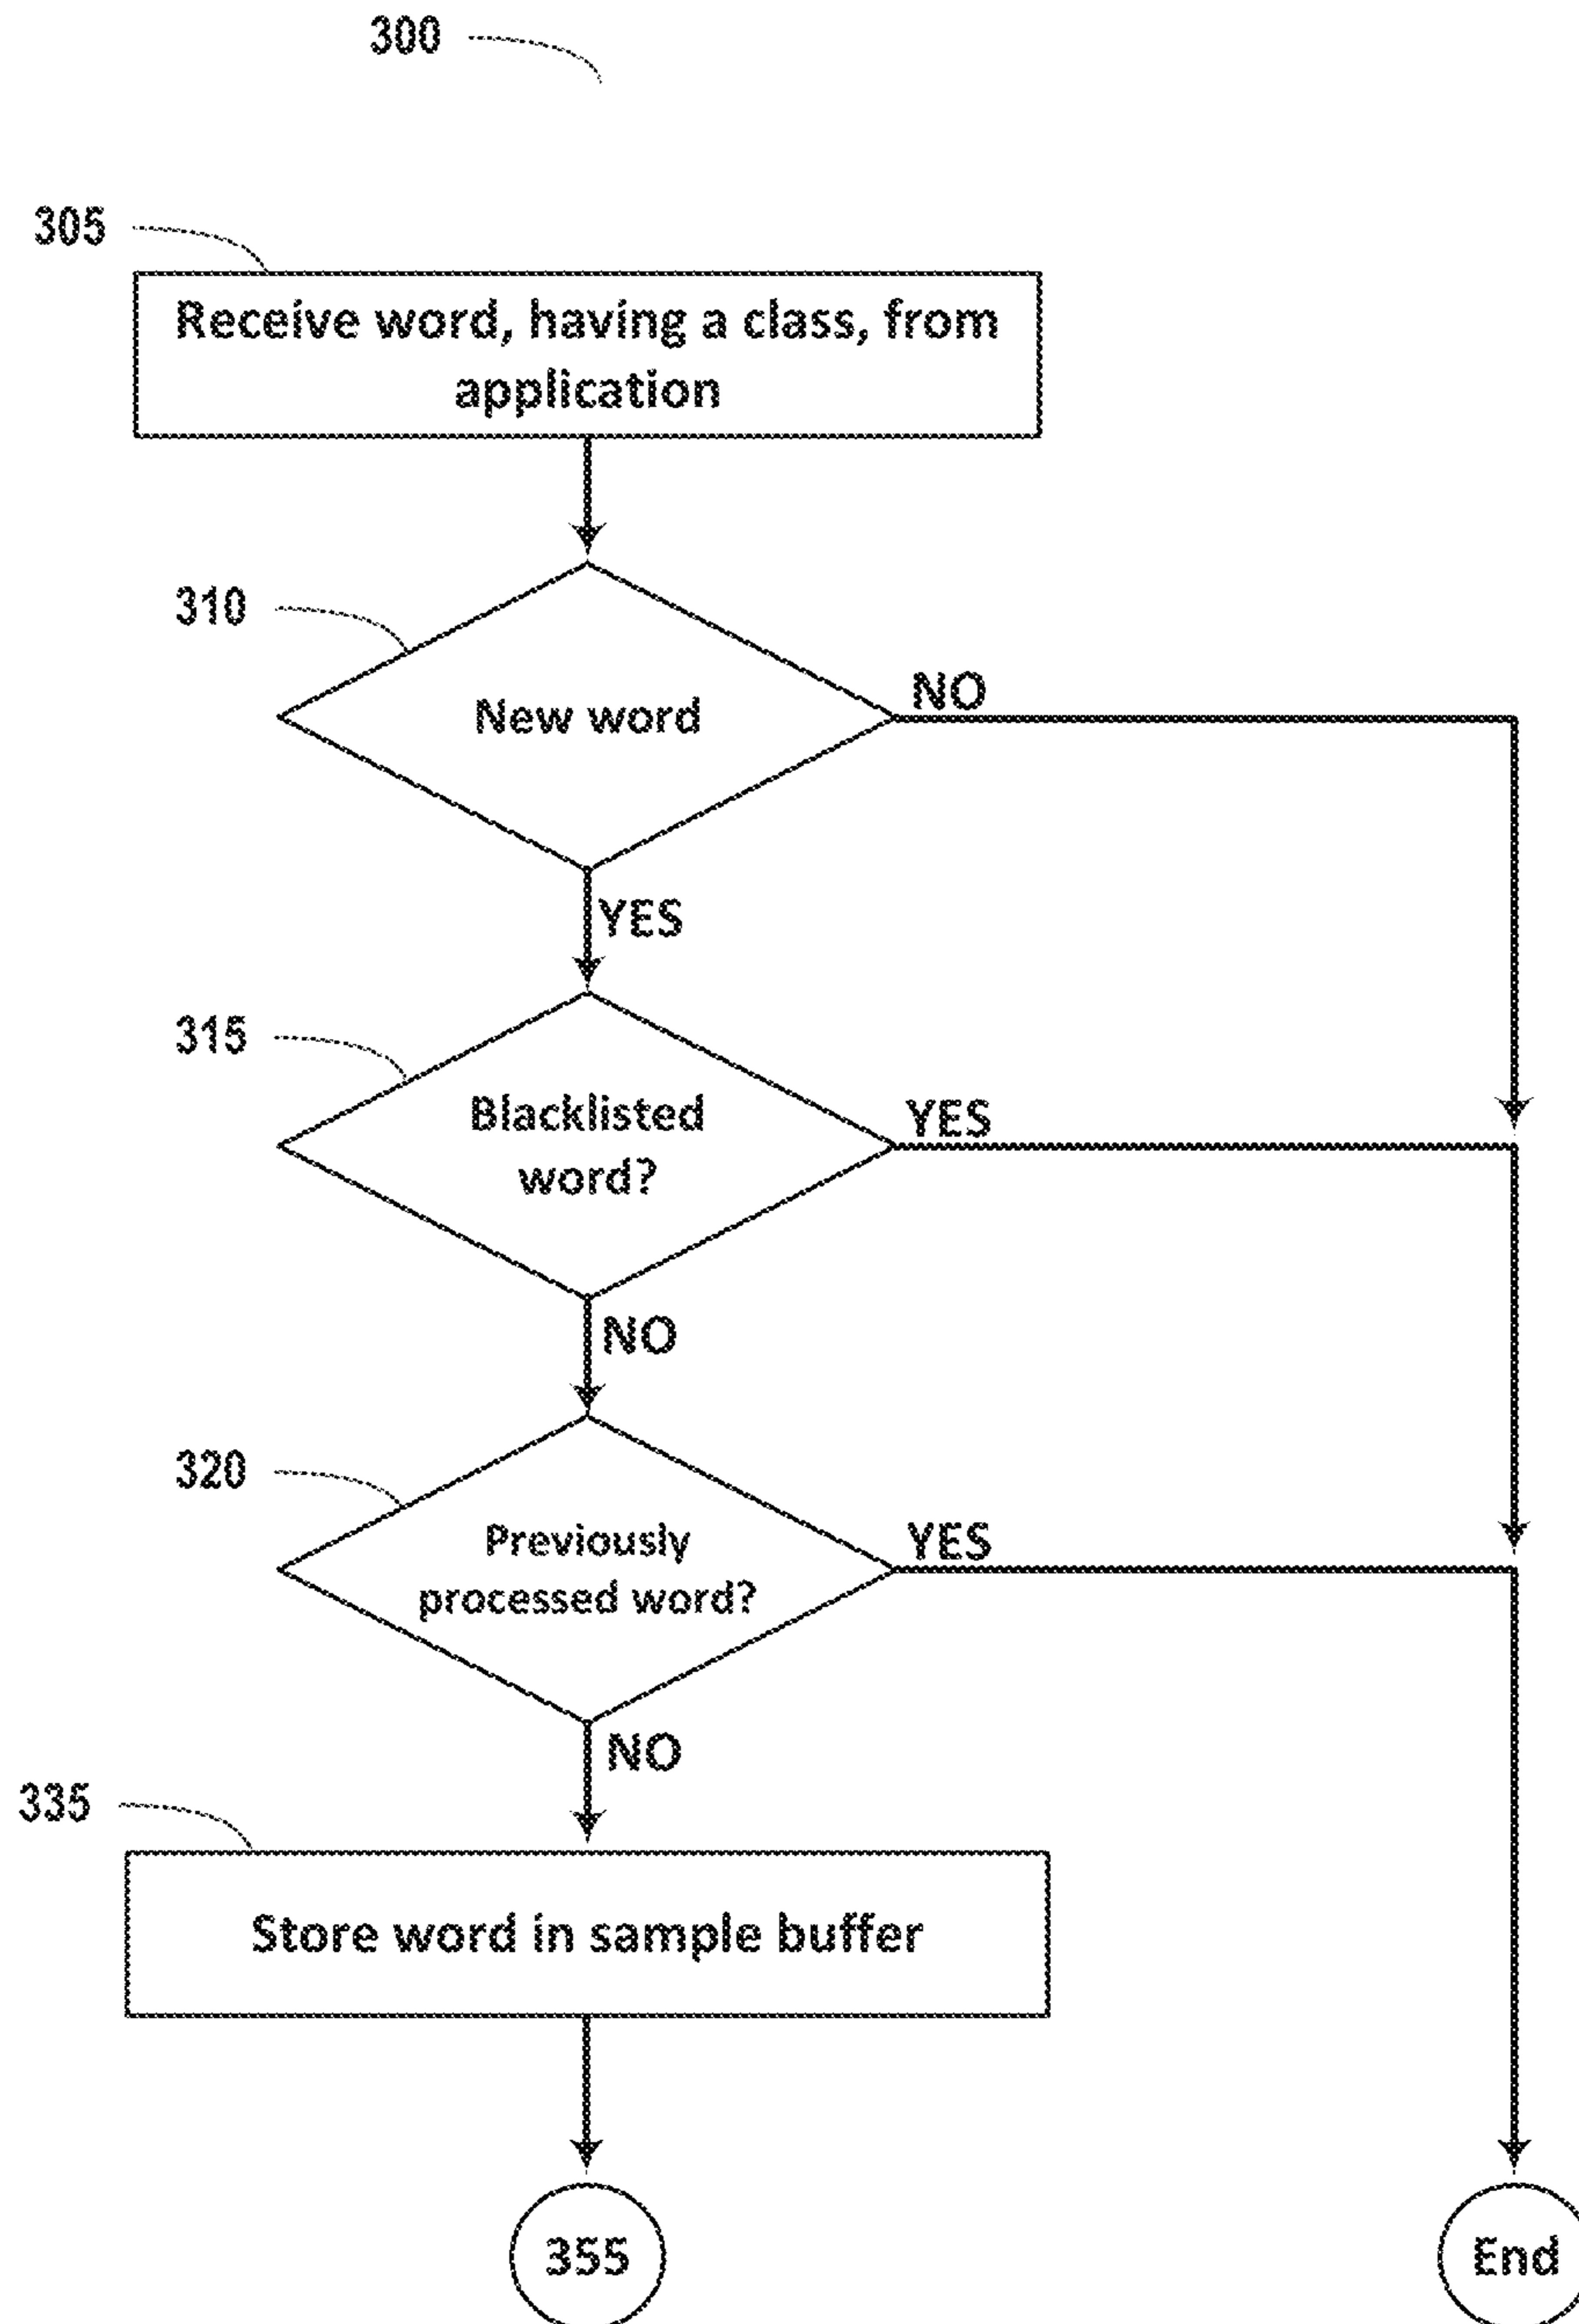 300
305
Receive word, having a class, from
application
310
New word
NO
YES
315
Blacklisted
word?
YES
NO
320
Previously
processed word?
YES
NO
335
Store word in sample buffer
355
End